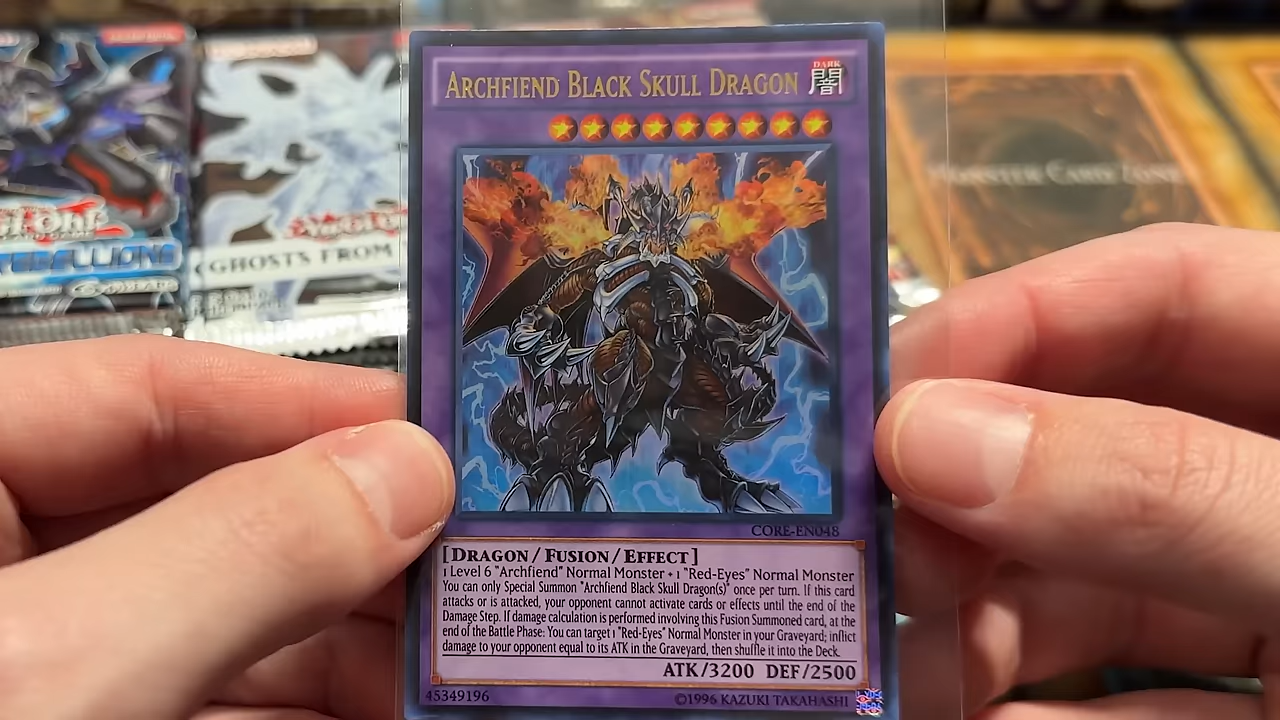 ARCHFIEND BLACK SKULL DRAGON
DARK
闇
CORE-EN048
[DRAGON/FUSION/EFFECT]
1 Level 6 "Archfiend" Normal Monster + 1 "Red-Eyes" Normal Monster
You can only Special Summon "Archfiend Black Skull Dragon(s)" once per turn. If this card
attacks or is attacked, your opponent cannot activate cards or effects until the end of the
Damage Step. If damage calculation is performed involving this Fusion Summoned card, at the
end of the Battle Phase: You can target 1 "Red-Eyes" Normal Monster in your Graveyard; inflict
damage to your opponent equal to its ATK in the Graveyard, then shuffle it into the Deck.
ATK/3200 DEF/2500
45349196
©1996 KAZUKI TAKAHASHI
REBELLION
GHOSTS FROM
MONSTER CARD ZONE